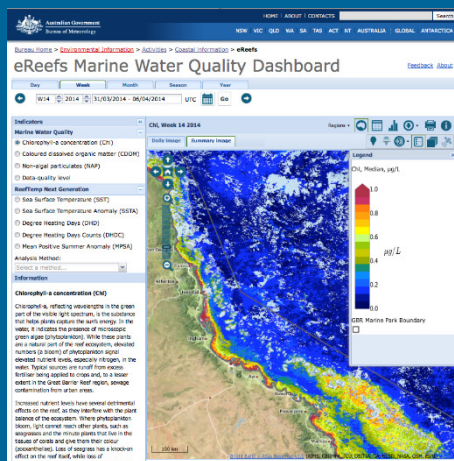 Australian Government
Bureau of Meteorology
HOME | ABOUT | CONTACTS
Search
NSW VIC QLD WA SA TAS ACT NT AUSTRALIA GLOBAL ANTARCTICA
Bureau Home > Environmental Information > Activities > Coastal Information > eReefs
eReefs Marine Water Quality Dashboard
Feedback About
Day Week Month Season Year
W14 2014 31/03/2014 - 06/04/2014 UTC Go
Indicators
Marine Water Quality
Chlorophyll-a concentration (Chl)
Coloured dissolved organic matter (CDOM)
Non-algal particulates (NAP)
Data-quality level
ReefTemp Next Generation
Sea Surface Temperature (SST)
Sea Surface Temperature Anomaly (SSTA)
Degree Heating Days (DHD)
Degree Heating Days Counts (DHDC)
Mean Positive Summer Anomaly (MPSA)
Analysis Method:
Select a method...
Information
Chlorophyll-a concentration (Chl)
Chlorophyll-a, reflecting wavelengths in the green
part of the visible light spectrum, is the substance
that helps plants capture the sun's energy. In the
water, it indicates the presence of microscopic
green algae (phytoplankton). While these plants
are a natural part of the reef ecosystem, elevated
numbers (a bloom) of phytoplankton signal
elevated nutrient levels, especially nitrogen, in the
water. Typical sources are runoff from excess
fertiliser being applied to crops and, to a lesser
extent in the Great Barrier Reef region, sewage
contamination from urban areas.
Increased nutrient levels have several detrimental
effects on the reef, as they interfere with the plant
balance of the ecosystem. Where phytoplankton
bloom, light cannot reach other plants, such as
seagrasses and the minute plants that live in the
tissues of corals and give them their colour
(zooxanthellae). Loss of seagrass has a knock-on
effect on the reef itself, while loss of
Chl, Week 14 2014
Regions
Daily Image Summary Image
Legend
Chl, Median, µg/L
1.0
0.9
0.8
0.7
0.6
0.5
0.4
0.3
0.2
0.1
0.0
µg/L
GBR Marine Park Boundary
100 km